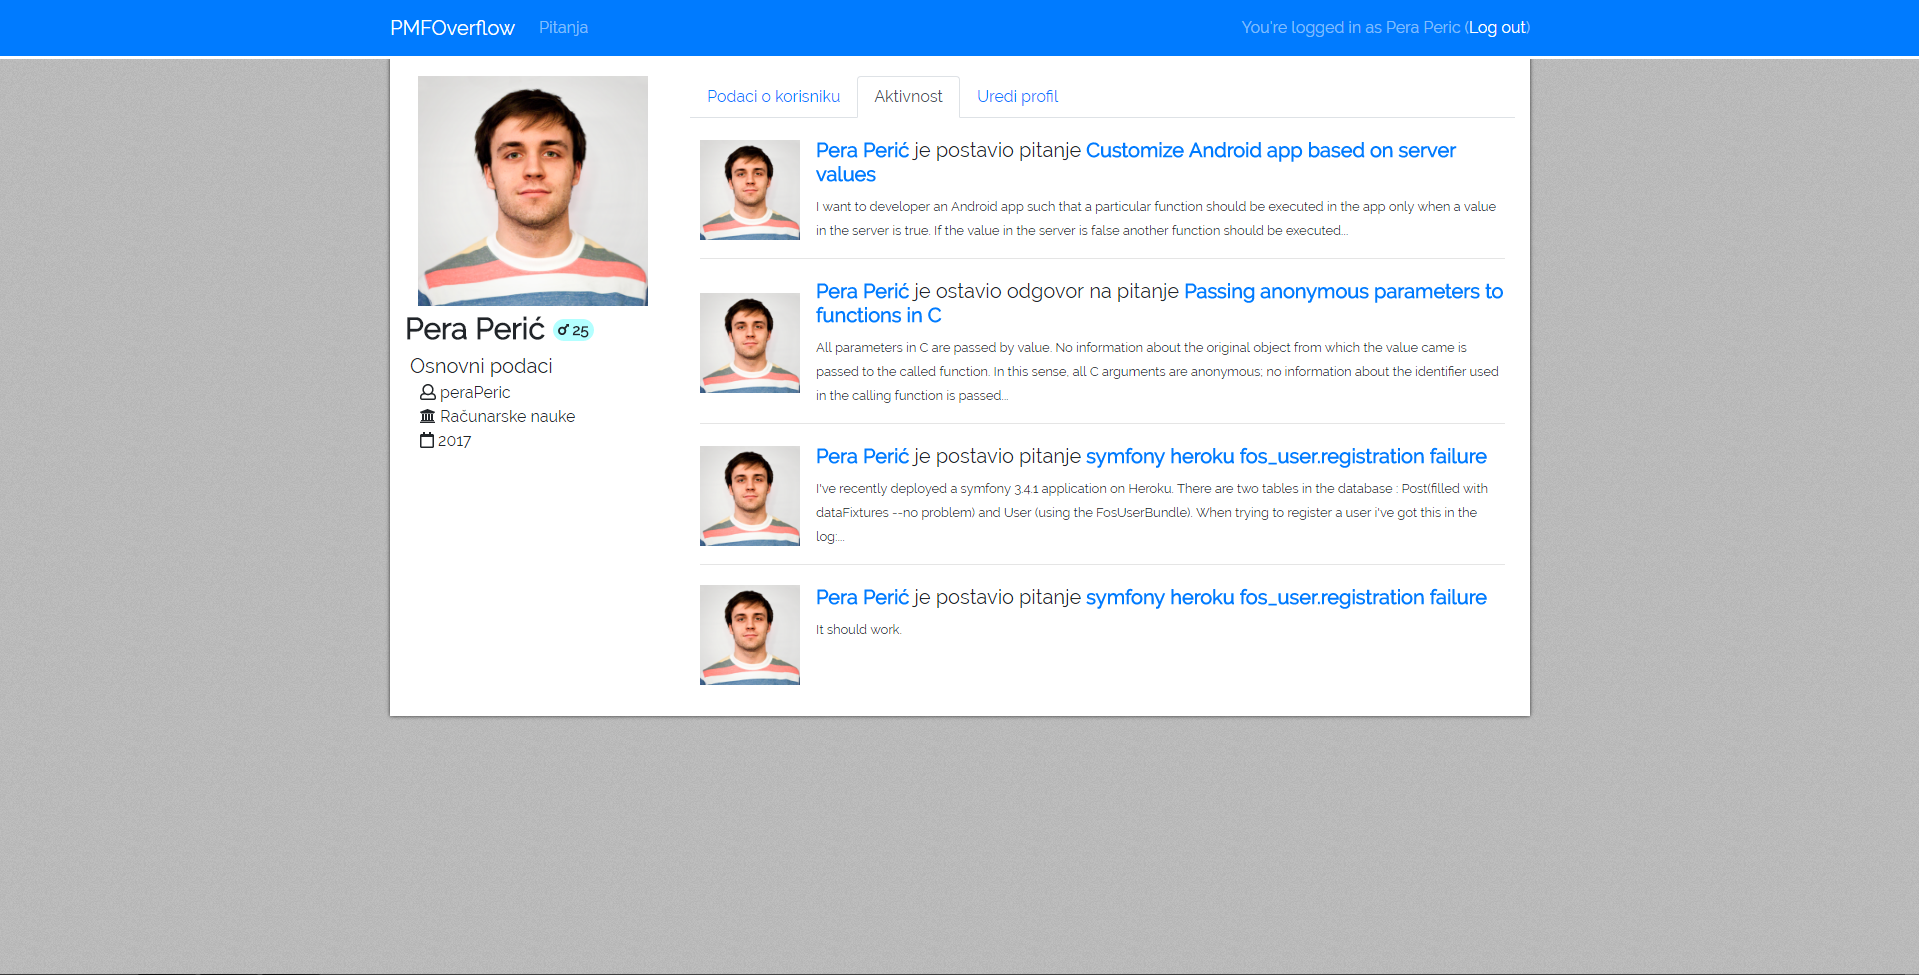 PMFOverflow Pitanja You're logged in as Pera Peric (Log out)
Podaci o korisniku Aktivnost Uredi profil
Pera Perić 25
Osnovni podaci
peraPeric
Računarske nauke
2017
Pera Perić je postavio pitanje Customize Android app based on server
values
I want to developer an Android app such that a particular function should be executed in the app only when a value
in the server is true. If the value in the server is false another function should be executed...
Pera Perić je ostavio odgovor na pitanje Passing anonymous parameters to
functions in C
All parameters in C are passed by value. No information about the original object from which the value came is
passed to the called function. In this sense, all C arguments are anonymous; no information about the identifier used
in the calling function is passed...
Pera Perić je postavio pitanje symfony heroku fos_user.registration failure
I've recently deployed a symfony 3.4.1 application on Heroku. There are two tables in the database : Post(filled with
dataFixtures --no problem) and User (using the FosUserBundle). When trying to register a user i've got this in the
log:...
Pera Perić je postavio pitanje symfony heroku fos_user.registration failure
It should work.